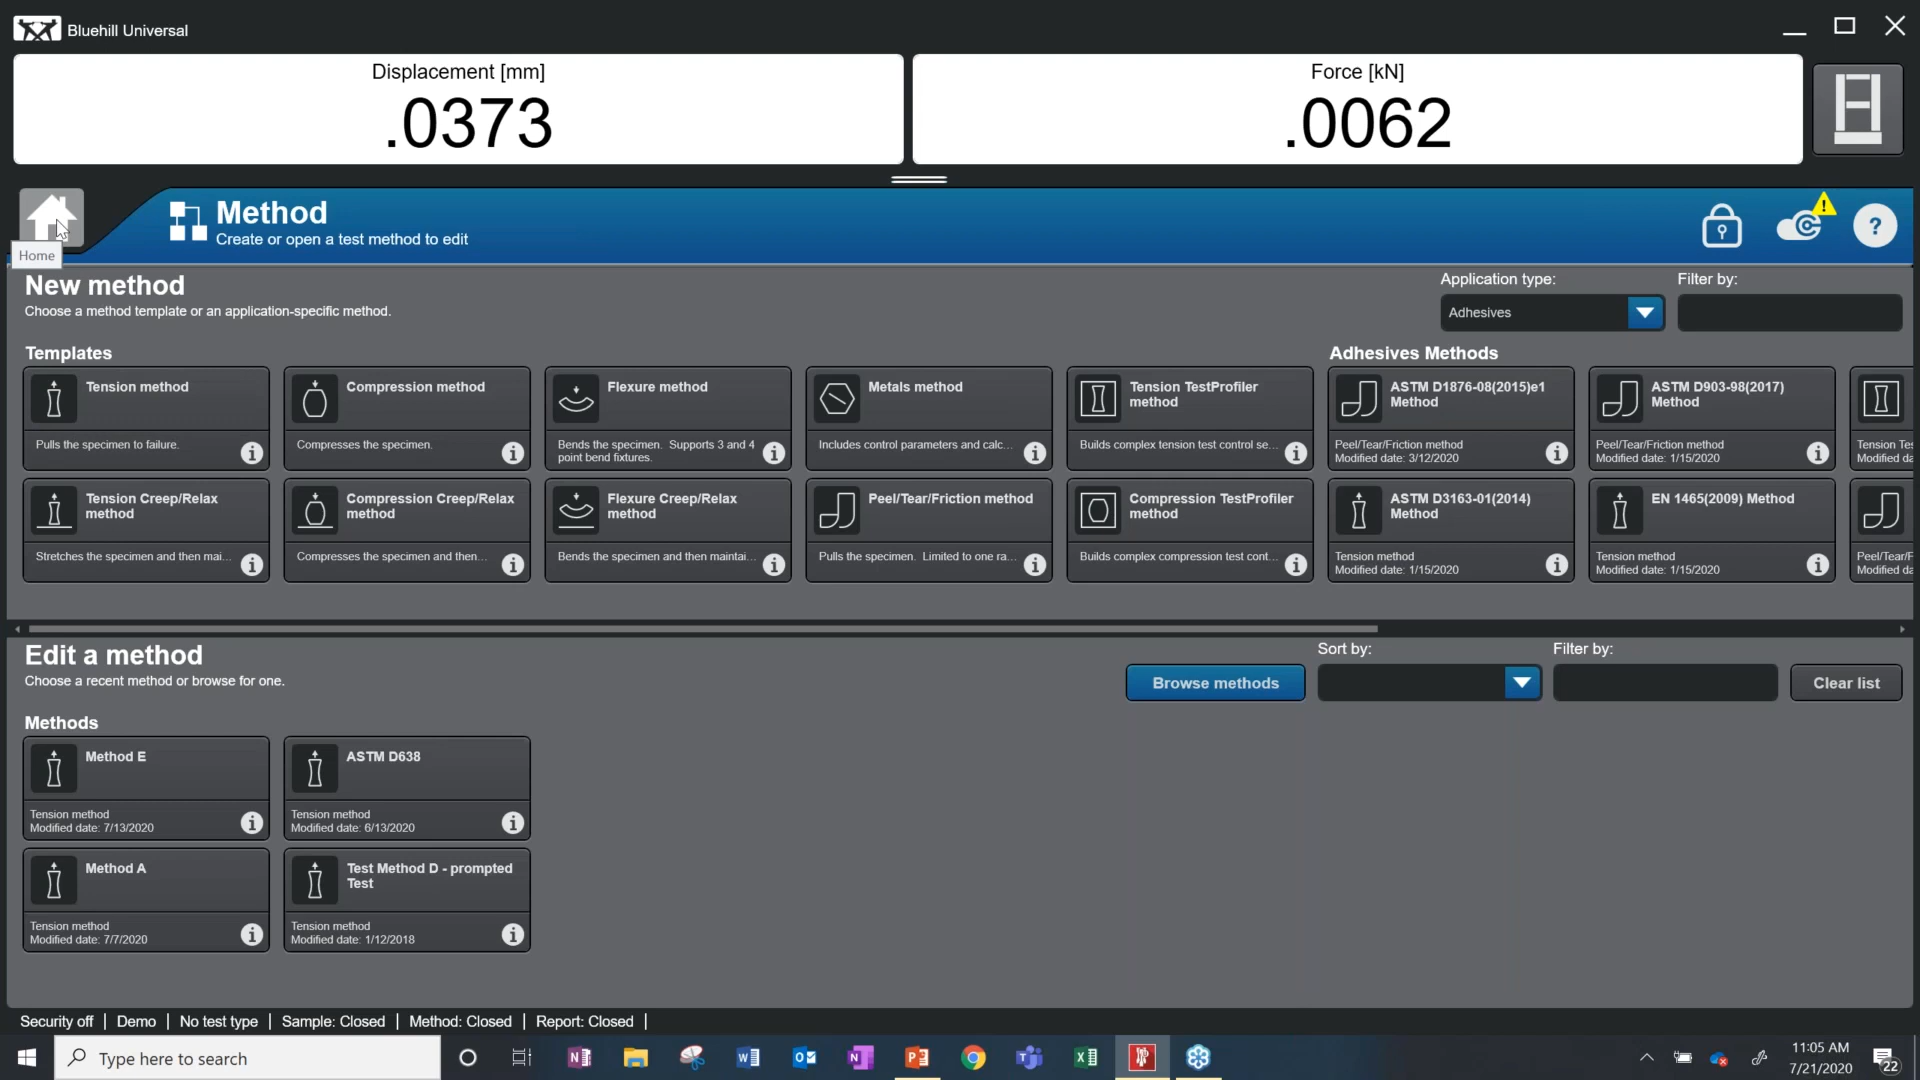 Bluehill Universal
Displacement [mm]
.0373
Force [kN]
.0062
Method
Create or open a test method to edit
Home
New method
Choose a method template or an application-specific method.
Application type:
Adhesives
Filter by:
Templates
Adhesives Methods
Tension method
Pulls the specimen to failure.
Compression method
Compresses the specimen.
Flexure method
Bends the specimen. Supports 3 and 4
point bend fixtures.
Metals method
Includes control parameters and calc...
Tension TestProfiler
method
Builds complex tension test control se...
ASTM D1876-08(2015)e1
Method
Peel/Tear/Friction method
Modified date: 3/12/2020
ASTM D903-98(2017)
Method
Peel/Tear/Friction method
Modified date: 1/15/2020
Tension Tes
Modified da
Tension Creep/Relax
method
Stretches the specimen and then mai...
Compression Creep/Relax
method
Compresses the specimen and then...
Flexure Creep/Relax
method
Bends the specimen and then maintai...
Peel/Tear/Friction method
Pulls the specimen. Limited to one ra...
Compression TestProfiler
method
Builds complex compression test cont...
ASTM D3163-01(2014)
Method
Tension method
Modified date: 1/15/2020
EN 1465(2009) Method
Tension method
Modified date: 1/15/2020
Peel/Tear/F
Modified da
Edit a method
Choose a recent method or browse for one.
Browse methods
Sort by:
Filter by:
Clear list
Methods
Method E
Tension method
Modified date: 7/13/2020
ASTM D638
Tension method
Modified date: 6/13/2020
Method A
Tension method
Modified date: 7/7/2020
Test Method D - prompted
Test
Tension method
Modified date: 1/12/2018
Security off | Demo | No test type | Sample: Closed | Method: Closed | Report: Closed |
Type here to search
11:05 AM
7/21/2020
22